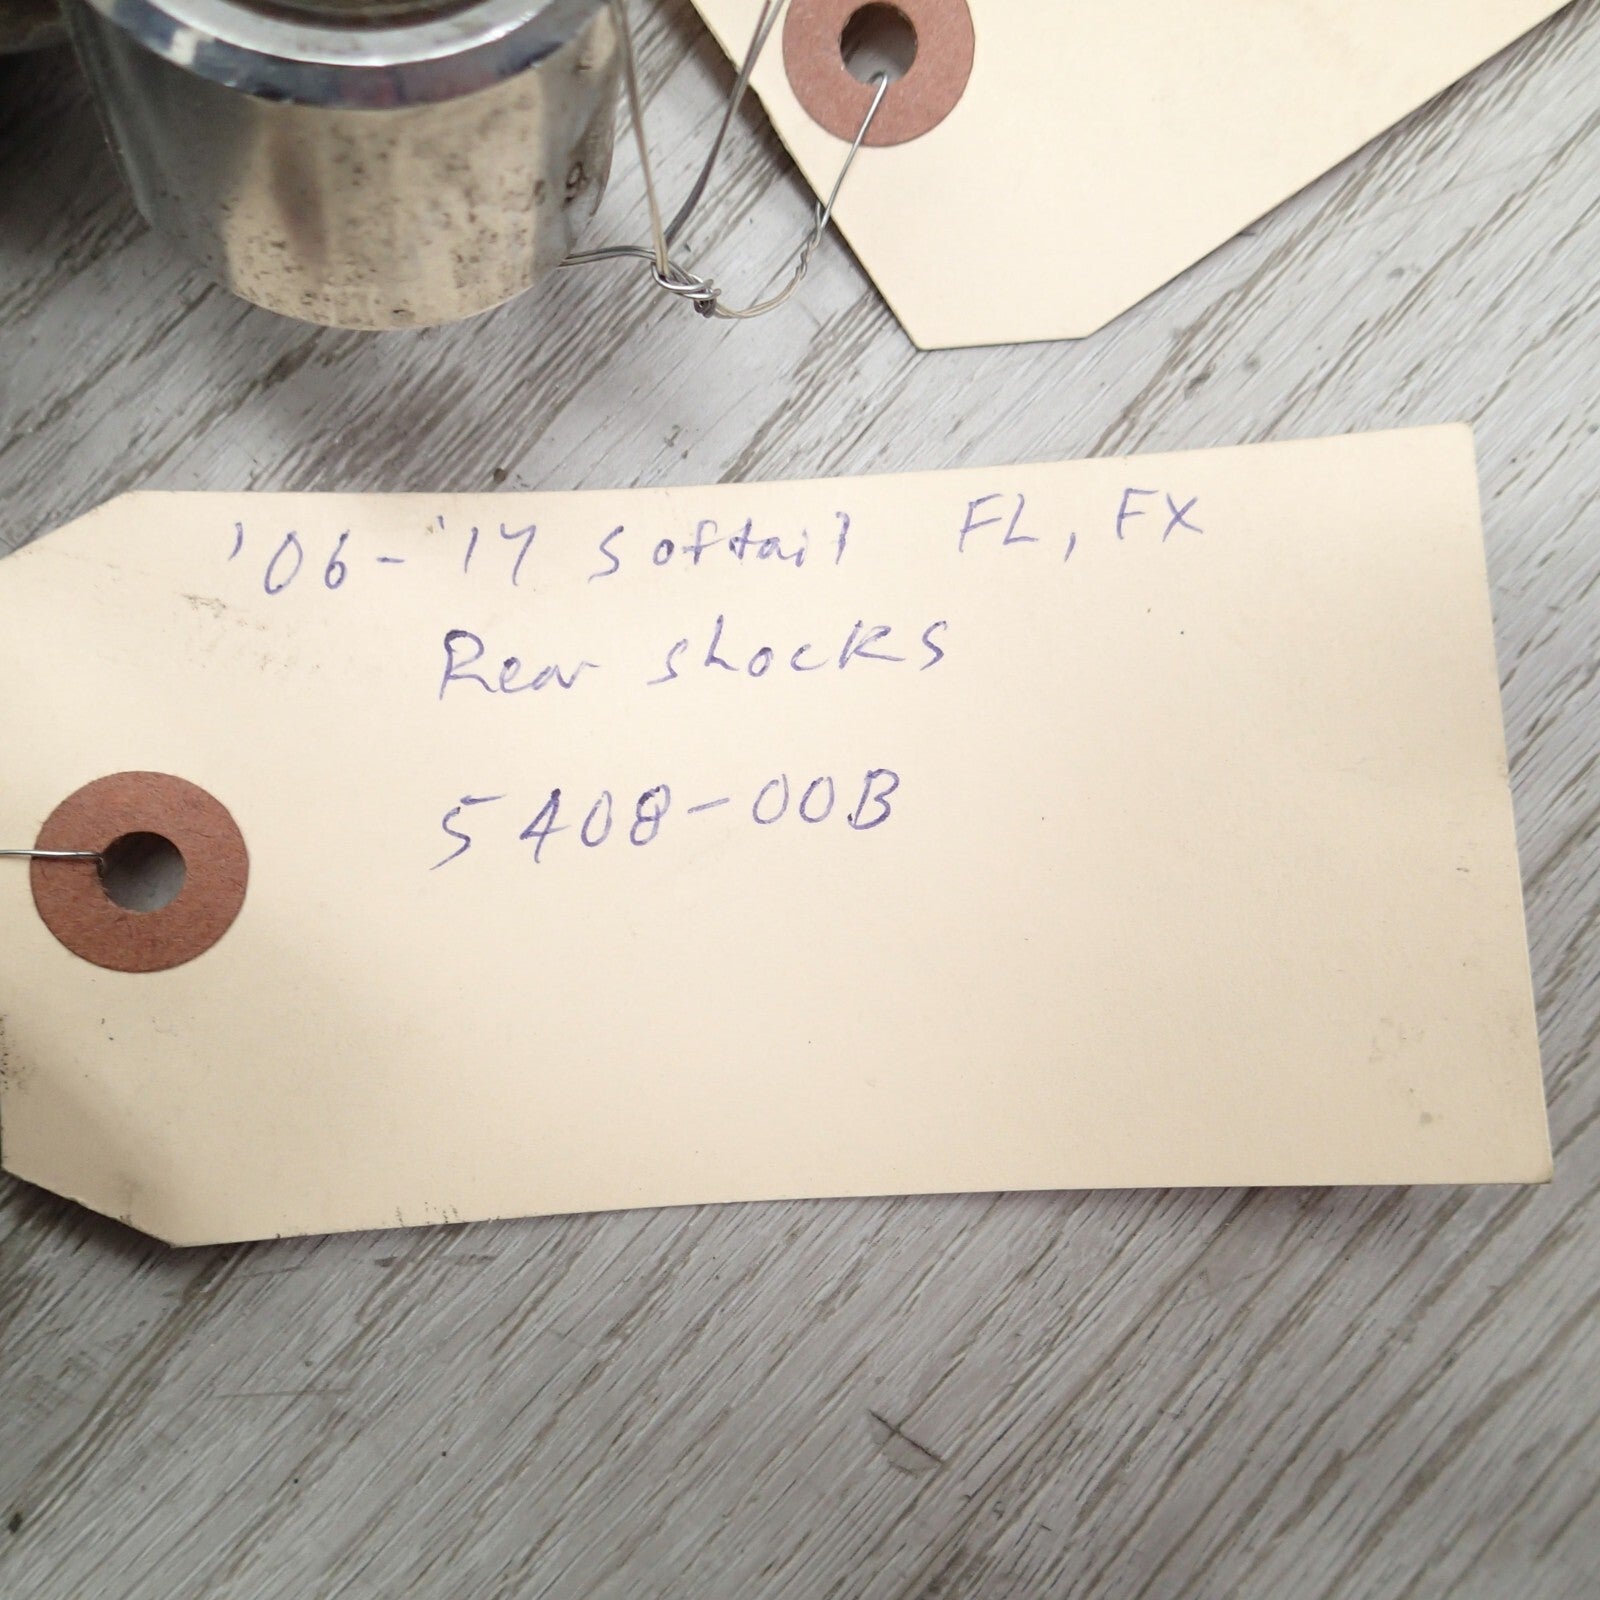 '06-'17 Softail FL, FX
Rear shocks
5408-00B